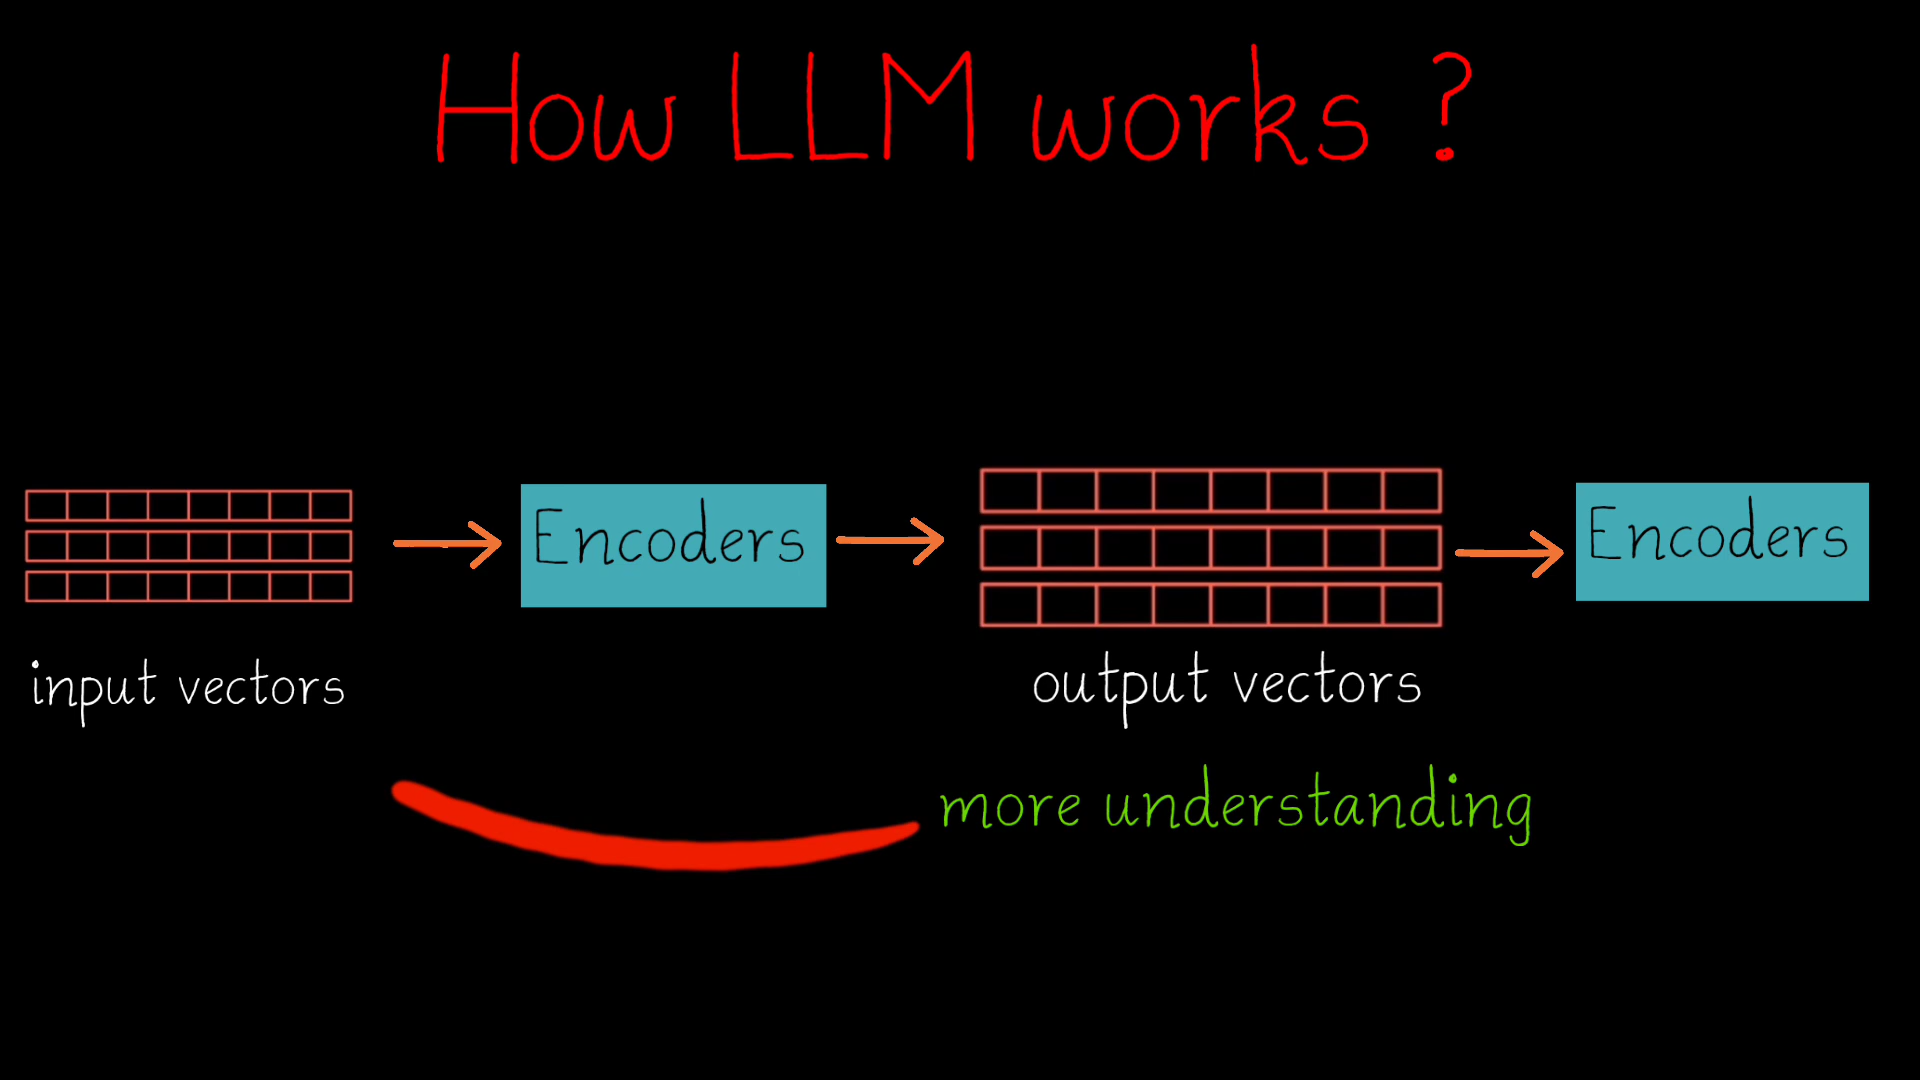 How LLM works ?
Encoders
Encoders
input vectors
output vectors
more understanding